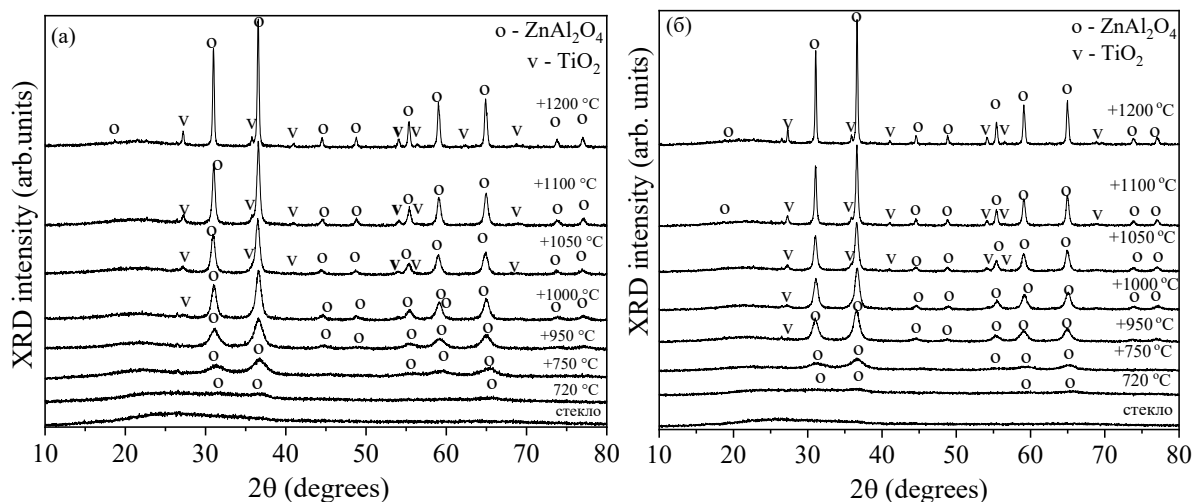 (а)
o - ZnAl2O4
v - TiO2
+1200 °C
+1100 °C
+1050 °C
+1000 °C
+950 °C
+750 °C
720 °C
стекло
XRD intensity (arb.units)
10 20 30 40 50 60 70 80
2θ (degrees)
(б)
o - ZnAl2O4
v - TiO2
+1200 °C
+1100 °C
+1050 °C
+1000 °C
+950 °C
+750 °C
720 °C
стекло
XRD intensity (arb. units)
10 20 30 40 50 60 70 80
2θ (degrees)